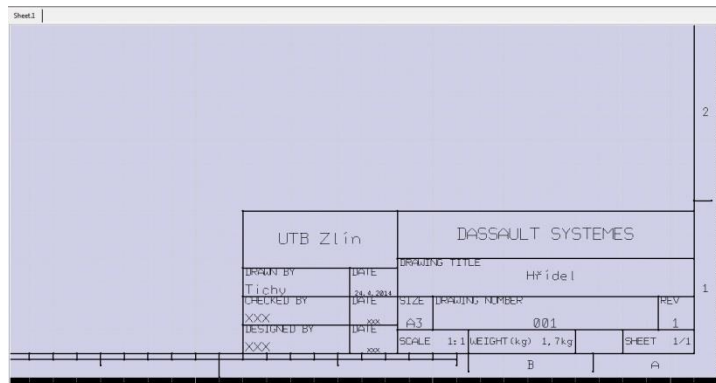 Sheet.1
2
UTB Zlín
DASSAULT SYSTEMES
DRAWN BY
DATE
Tichy
24.4.2014
DRAWING TITLE
Hřídel
CHECKED BY
DATE
XXX
xxx
SIZE
DRAWING NUMBER
REV
A3
001
1
1
DESIGNED BY
DATE
XXX
xxx
SCALE 1:1
WEIGHT(kg) 1,7kg
SHEET 1/1
B
A